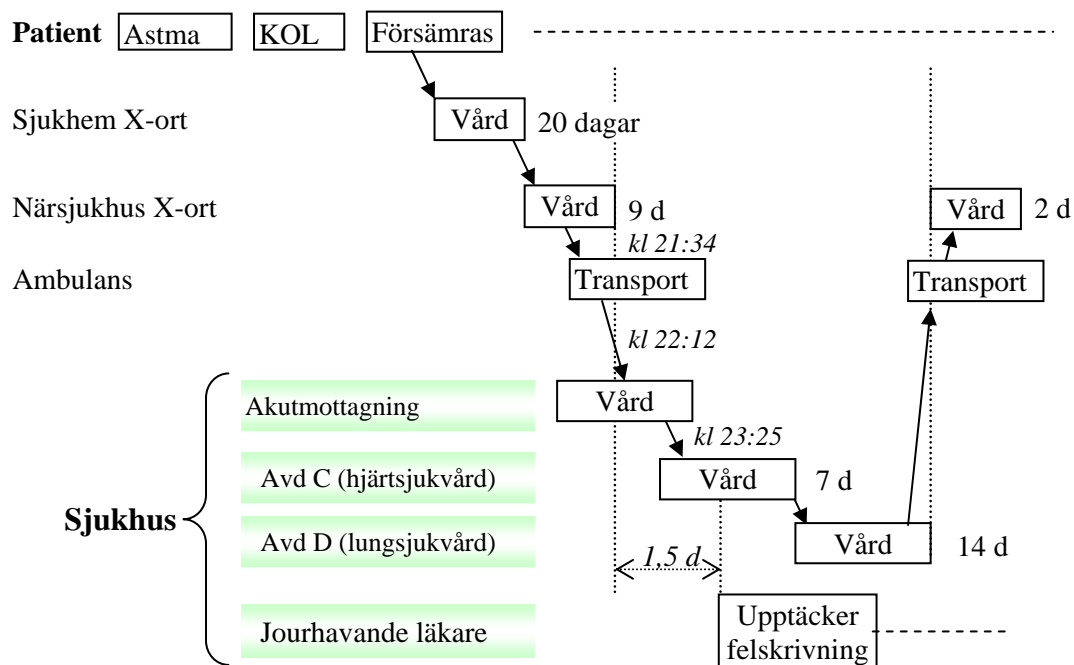 Patient Astma KOL Försämras
Sjukhem X-ort Vård 20 dagar
Närsjukhus X-ort Vård 9 d Vård 2 d
kl 21:34
Ambulans Transport Transport
kl 22:12
Akutmottagning Vård
kl 23:25
Avd C (hjärtsjukvård) Vård 7 d
Sjukhus
Avd D (lungsjukvård) Vård 14 d
1,5 d
Jourhavande läkare Upptäcker
felskrivning